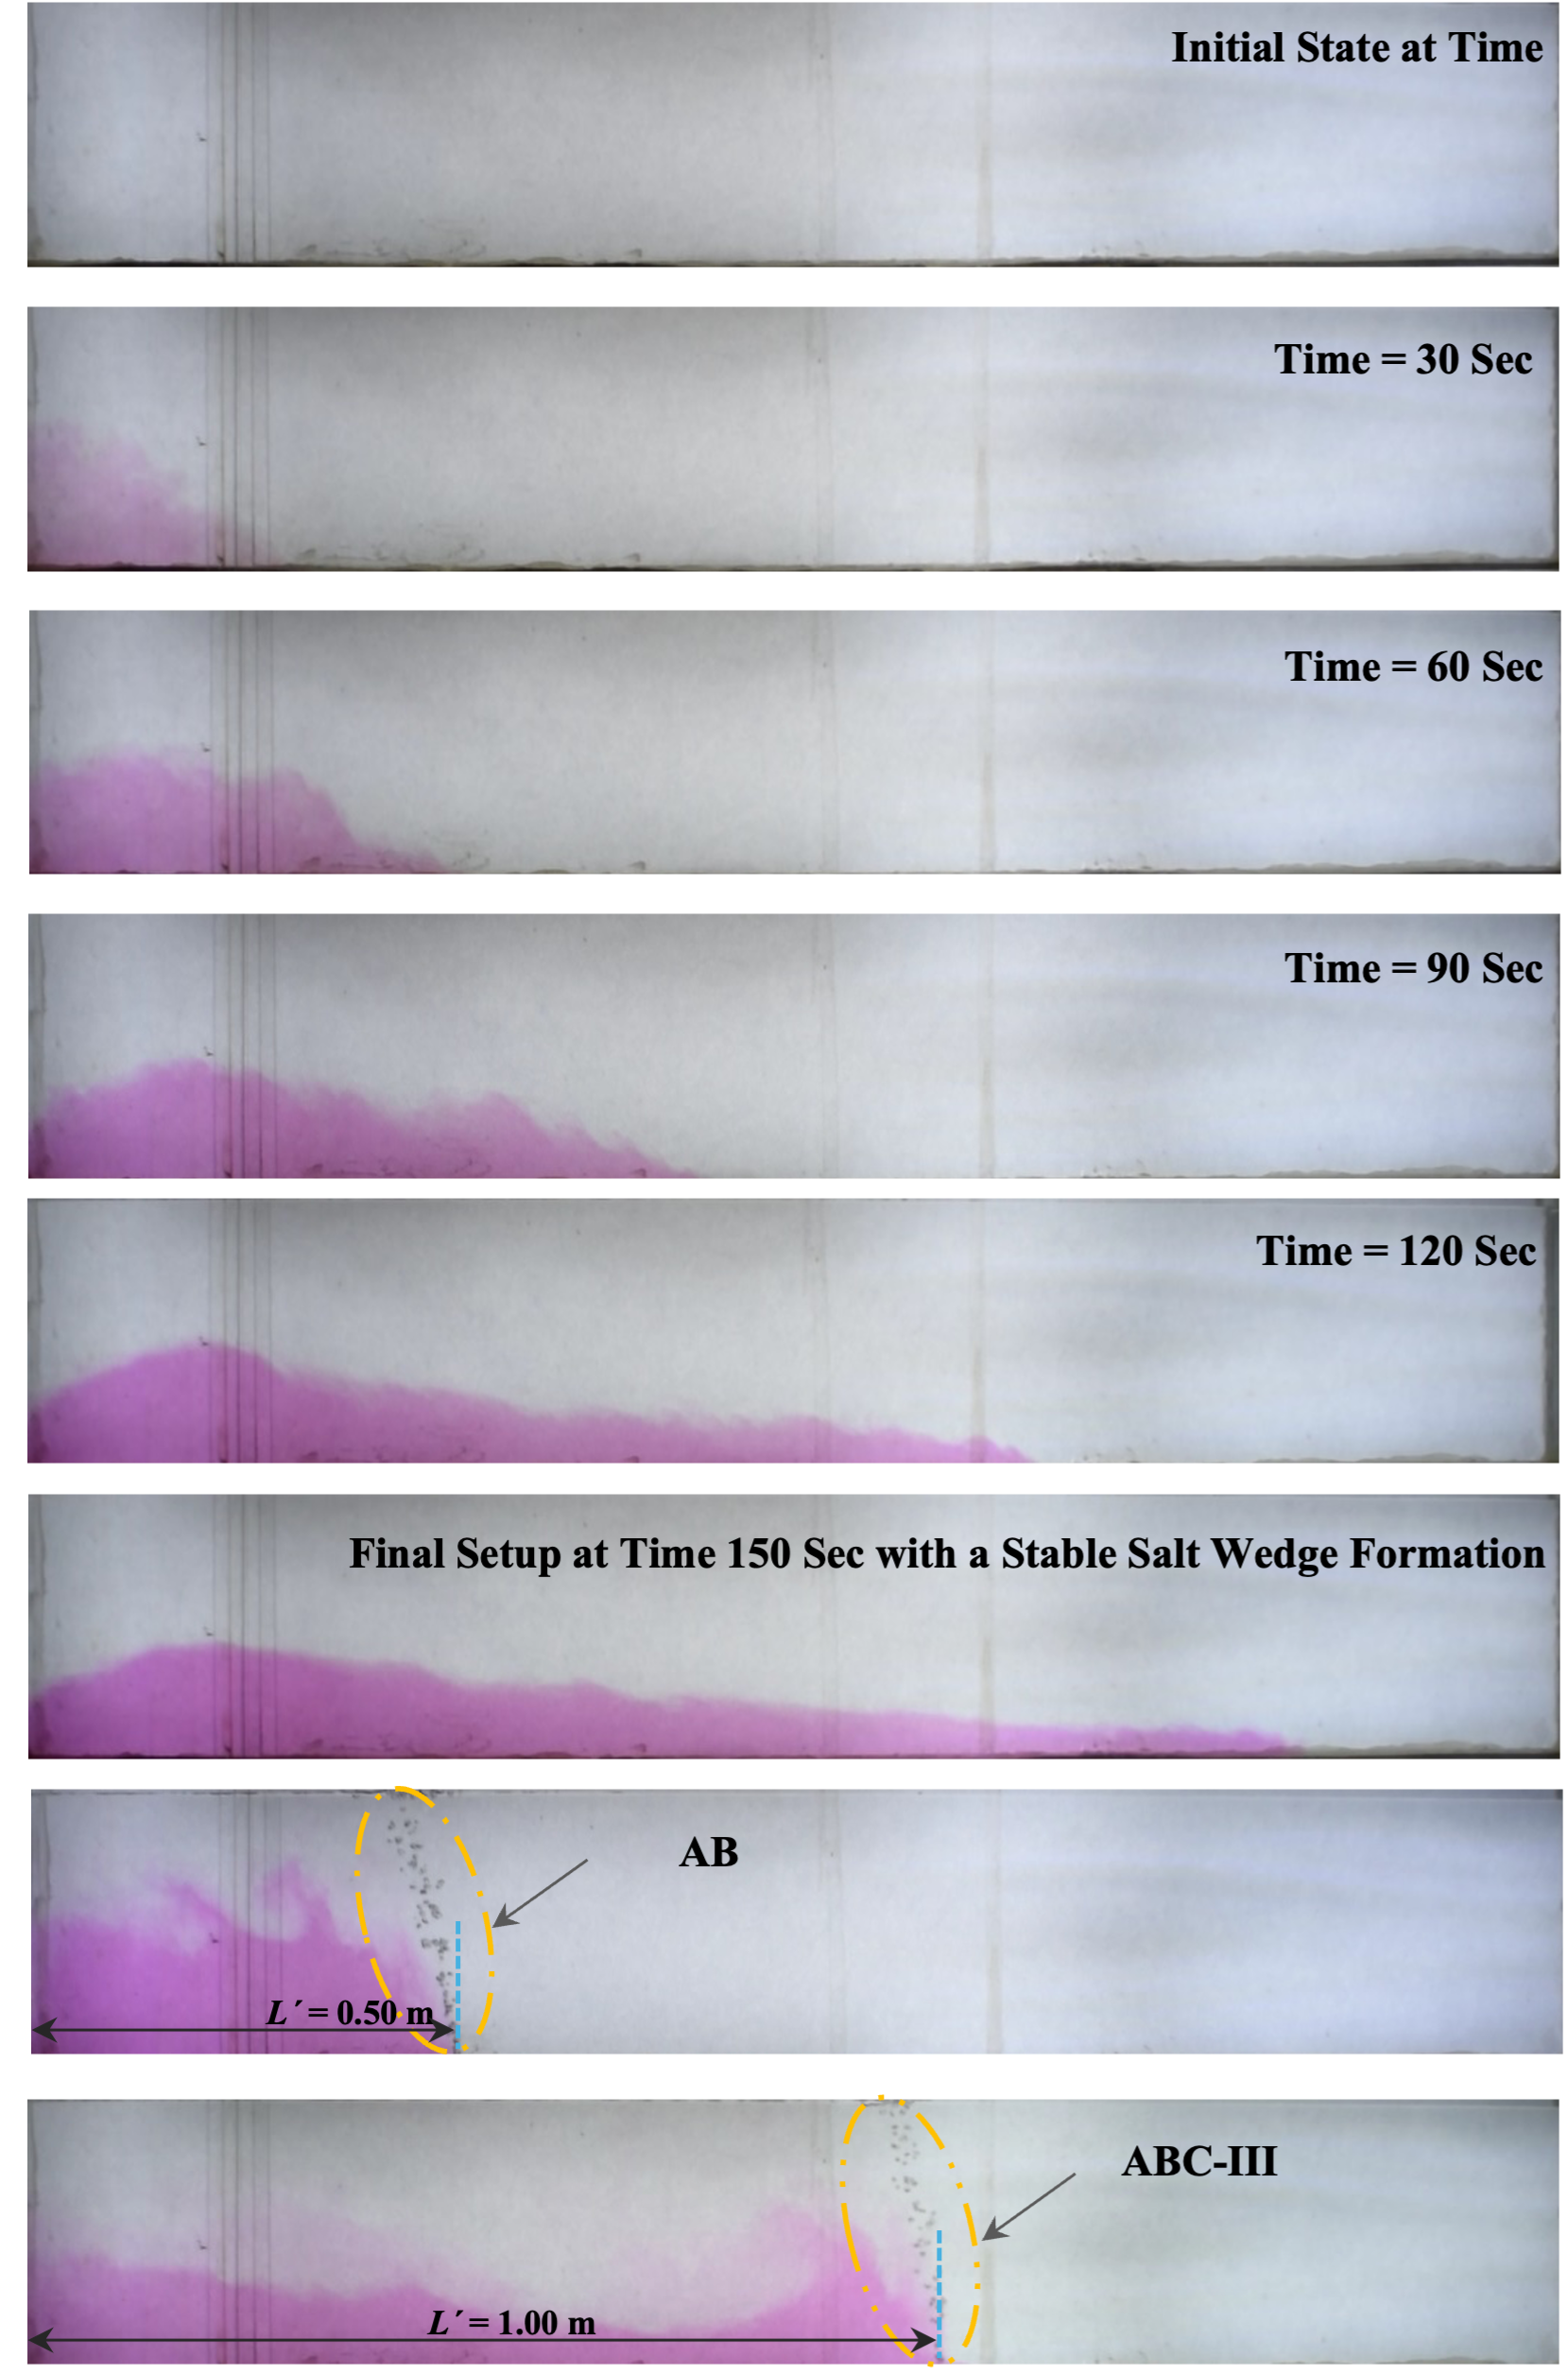 Initial State at Time
Time = 30 Sec
Time = 60 Sec
Time = 90 Sec
Time = 120 Sec
Final Setup at Time 150 Sec with a Stable Salt Wedge Formation
AB
L´= 0.50 m
ABC-III
L´= 1.00 m